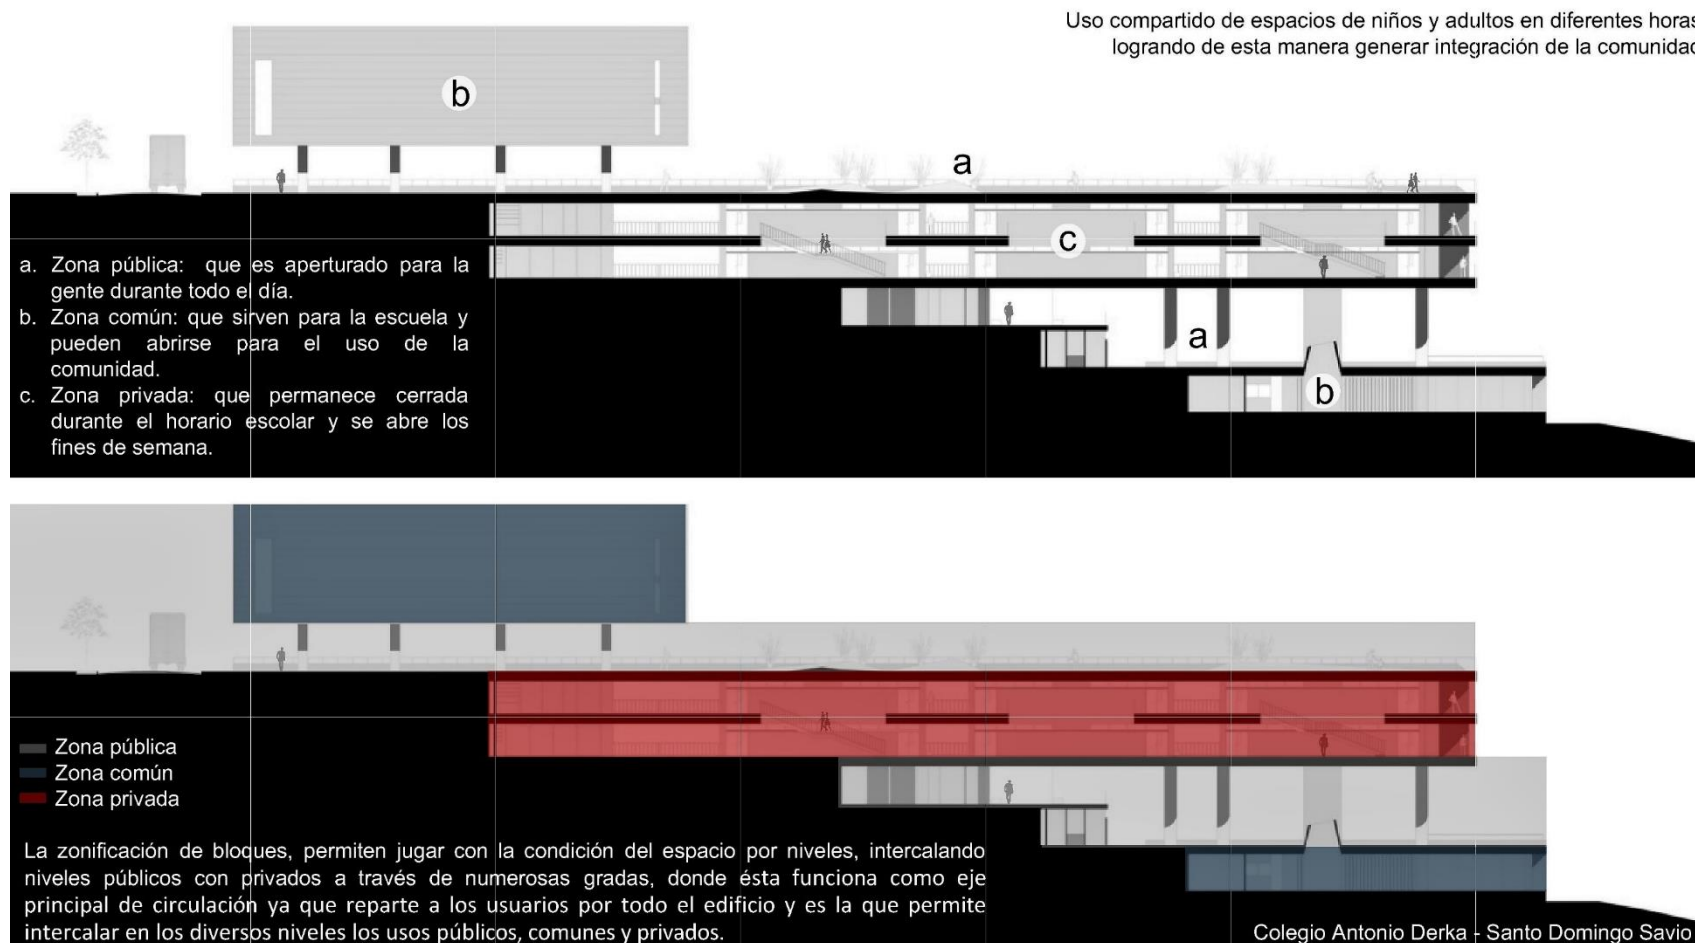 Uso compartido de espacios de niños y adultos en diferentes horas
logrando de esta manera generar integración de la comunidad
b
a
c
a. Zona pública: que es aperturado para la
gente durante todo el día.
b. Zona común: que sirven para la escuela y
pueden abrirse para el uso de la
comunidad.
c. Zona privada: que permanece cerrada
durante el horario escolar y se abre los
fines de semana.
a
b
Zona pública
Zona común
Zona privada
La zonificación de bloques, permiten jugar con la condición del espacio por niveles, intercalando
niveles públicos con privados a través de numerosas gradas, donde ésta funciona como eje
principal de circulación ya que reparte a los usuarios por todo el edificio y es la que permite
intercalar en los diversos niveles los usos públicos, comunes y privados.
Colegio Antonio Derka - Santo Domingo Savio